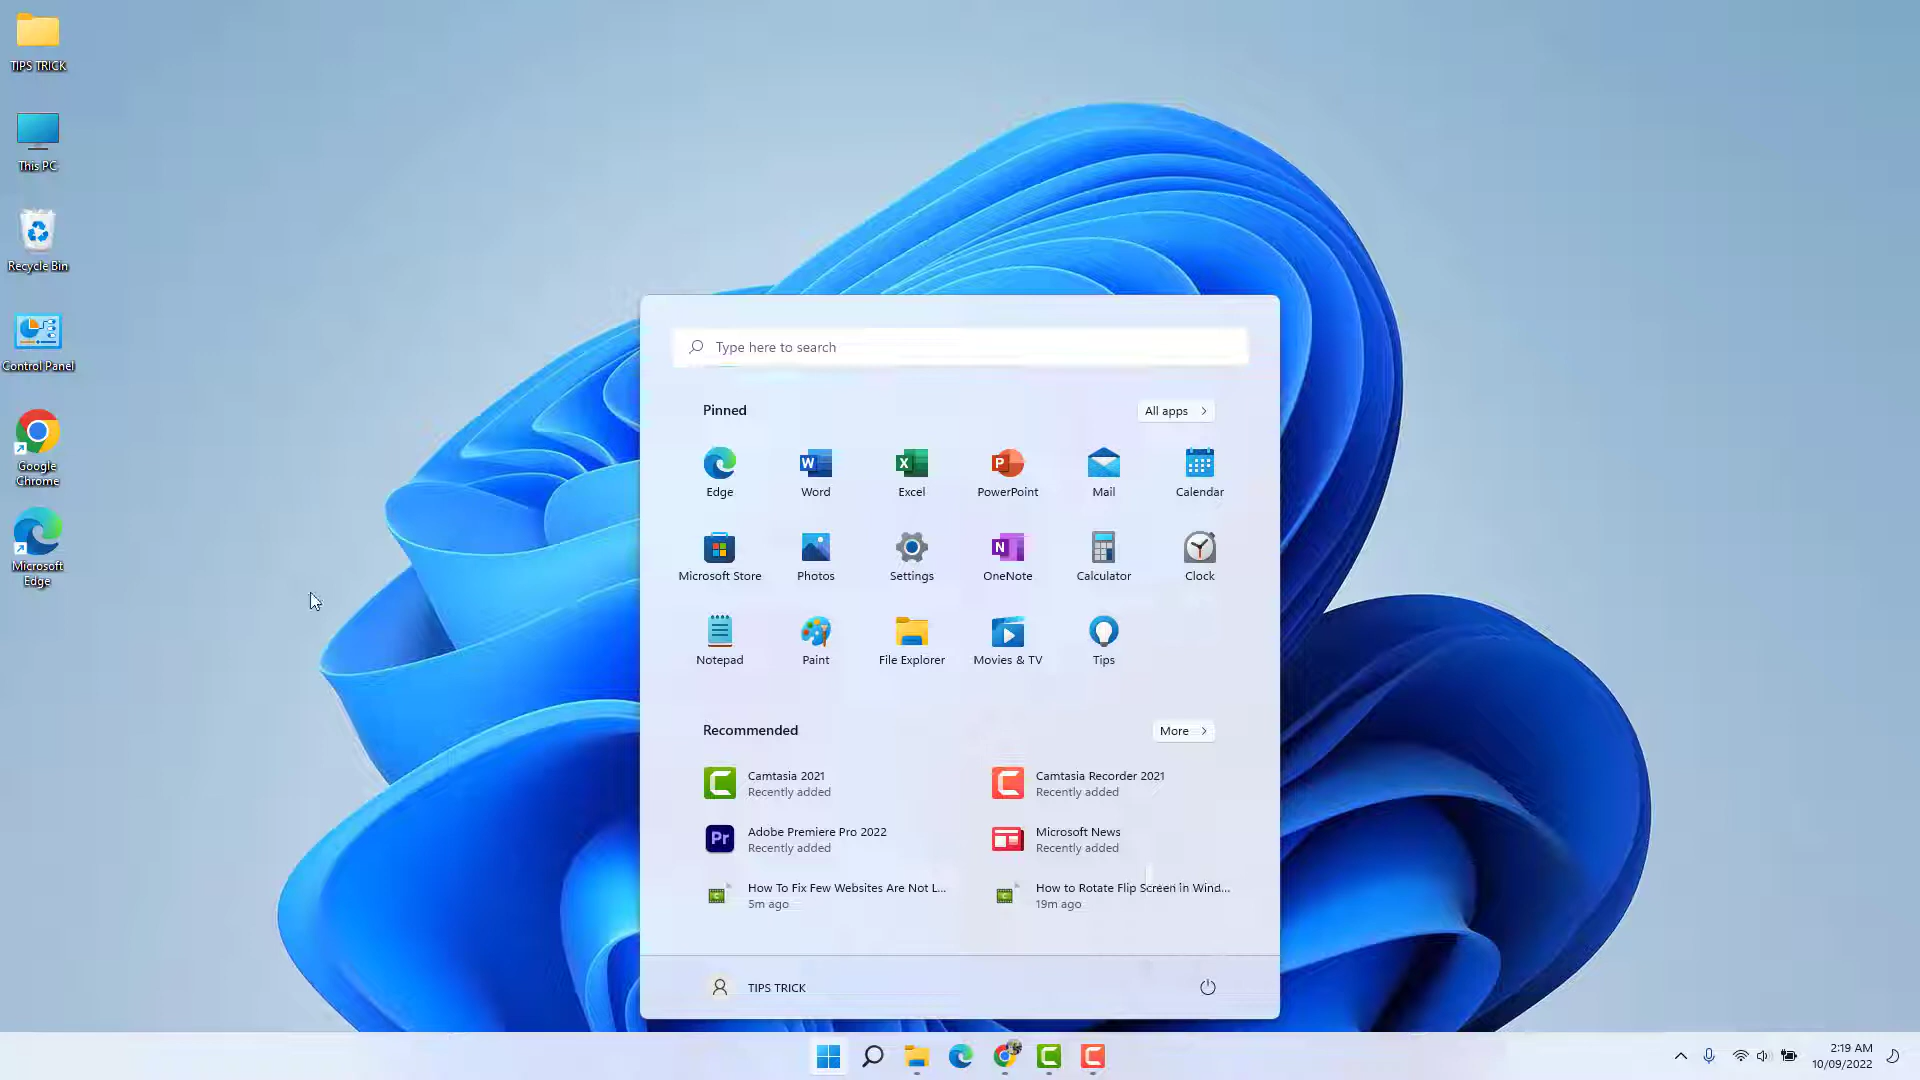 TIPS TRICK
This PC
Recycle Bin
Control Panel
Google
Chrome
Microsoft
Edge
Type here to search
Pinned
All apps
Edge
Word
Excel
PowerPoint
Mail
Calendar
Microsoft Store
Photos
Settings
OneNote
Calculator
Clock
Notepad
Paint
File Explorer
Movies & TV
Tips
Recommended
More
Camtasia 2021
Recently added
Camtasia Recorder 2021
Recently added
Pr
Adobe Premiere Pro 2022
Recently added
Microsoft News
Recently added
How To Fix Few Websites Are Not L...
5m ago
How to Rotate Flip Screen in Wind...
19m ago
TIPS TRICK
2:19 AM
10/09/2022